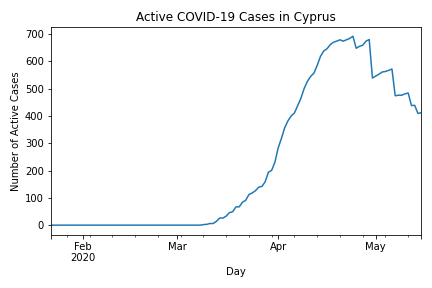 Active COVID-19 Cases in Cyprus
Number of Active Cases
700
600
500
400
300
200
100
0
Feb
2020
Mar
Apr
May
Day